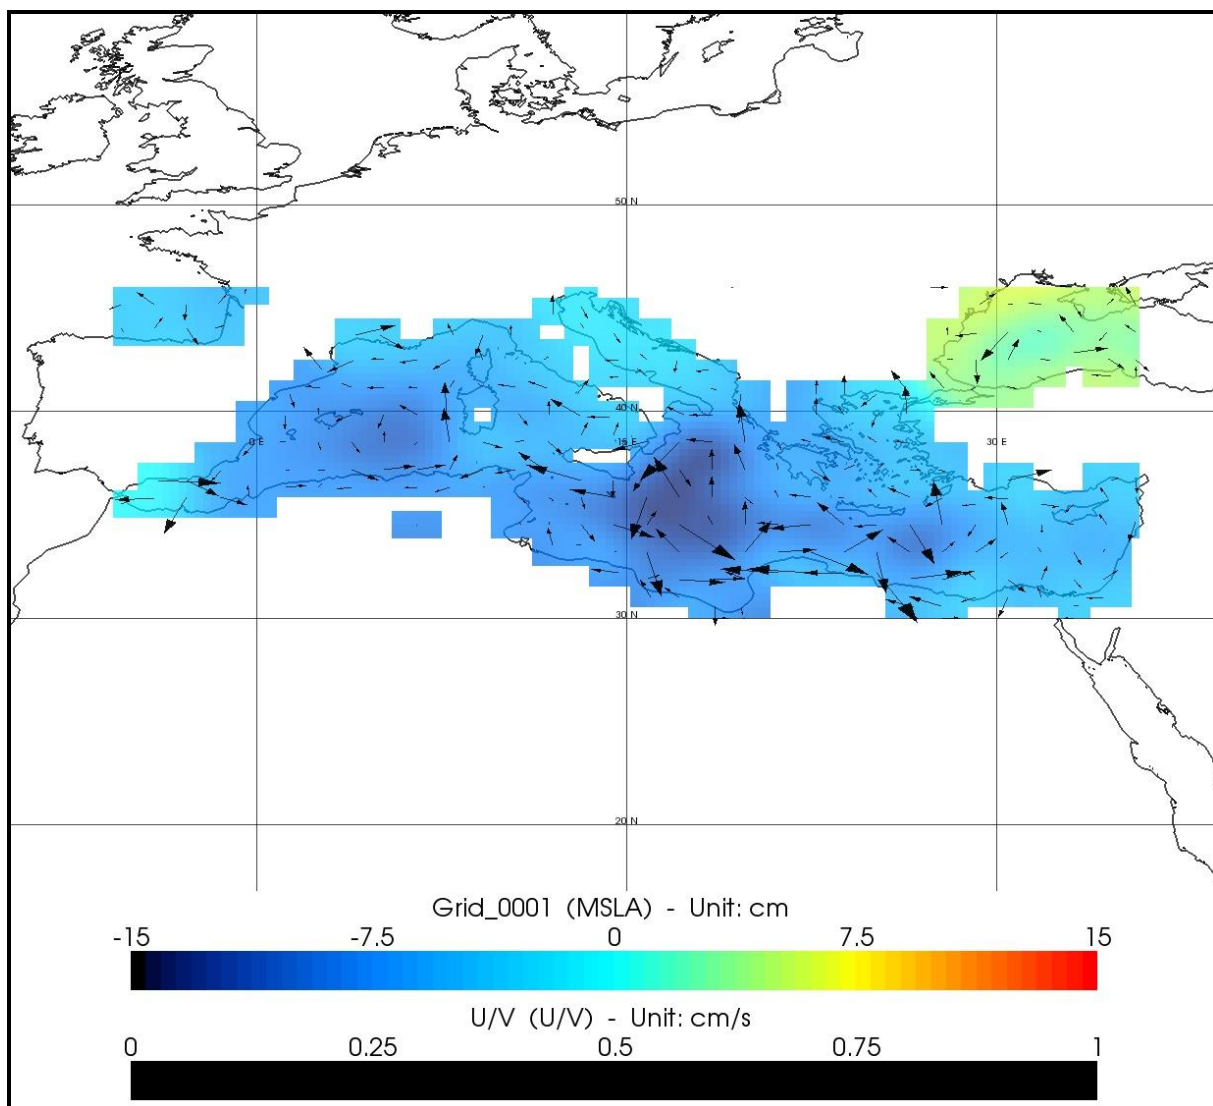 50 N
40 N
0 E
15 E
30 E
30 N
20 N
Grid_0001 (MSLA) - Unit: cm
-15 -7.5 0 7.5 15
U/V (U/V) - Unit: cm/s
0 0.25 0.5 0.75 1